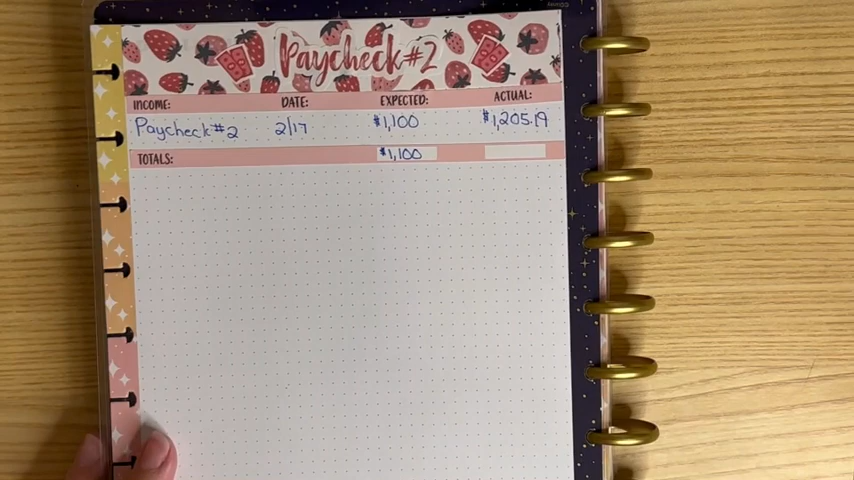 Paycheck#2
INCOME: DATE: EXPECTED: ACTUAL:
Paycheck#2 2/17 $1,100 $1,205.19
TOTALS: $1,100